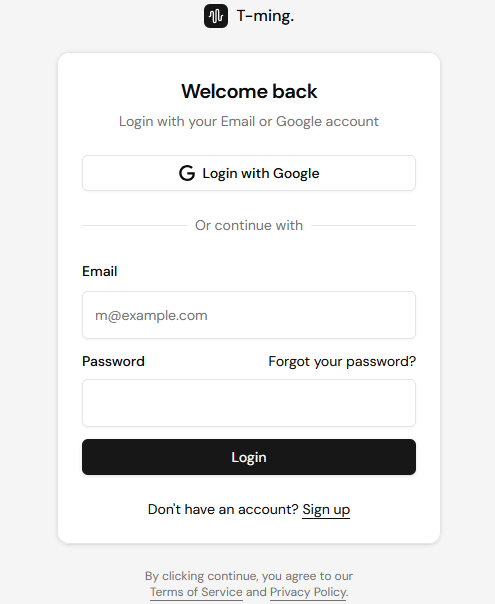 T-ming.
Welcome back
Login with your Email or Google account
Login with Google
Or continue with
Email
m@example.com
Password
Forgot your password?
Login
Don't have an account? Sign up
By clicking continue, you agree to our
Terms of Service and Privacy Policy.